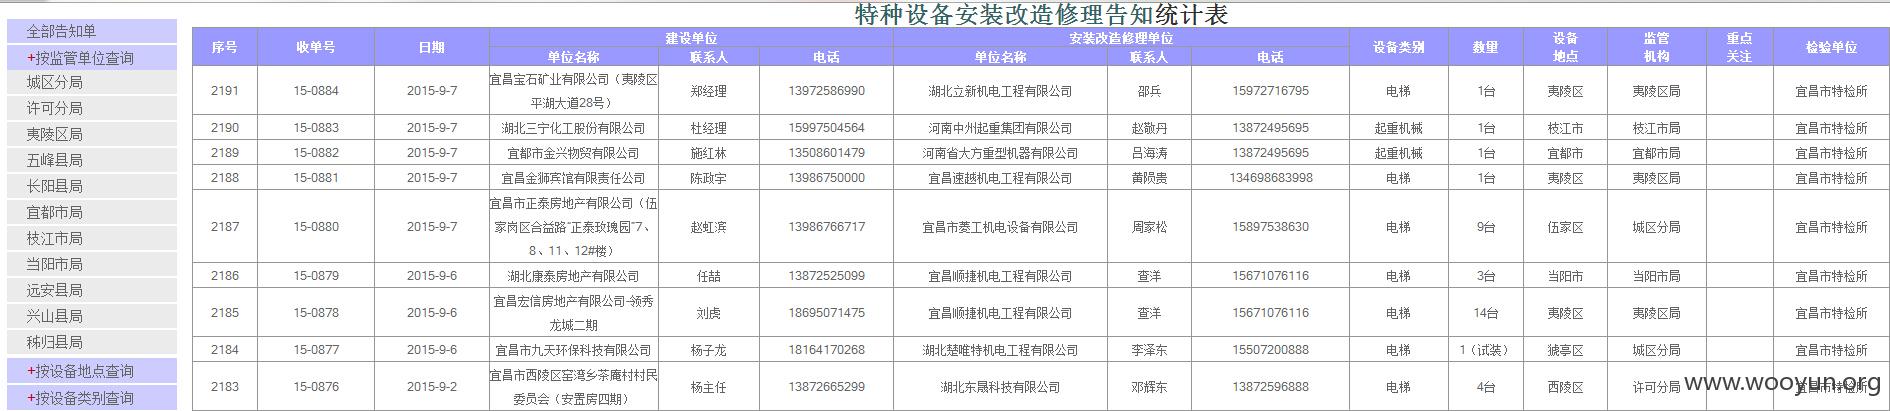 特种设备安装改造修理告知统计表
全部告知单
+按监管单位查询
城区分局
许可分局
夷陵区局
五峰县局
长阳县局
宜都市局
枝江市局
当阳市局
远安县局
兴山县局
秭归县局
+按设备地点查询
+按设备类别查询
序号 收单号 日期 建设单位 安装改造修理单位 设备类别 数量 设备地点 监管机构 重点关注 检验单位
单位名称 联系人 电话 单位名称 联系人 电话
2191 15-0884 2015-9-7 宜昌宝石矿业有限公司（夷陵区平湖大道28号） 郑经理 13972586990 湖北立新机电工程有限公司 邵兵 15972716795 电梯 1台 夷陵区 夷陵区局 宜昌市特检所
2190 15-0883 2015-9-7 湖北三宁化工股份有限公司 杜经理 15997504564 河南中州起重集团有限公司 赵敬丹 13872495695 起重机械 1台 枝江市 枝江市局 宜昌市特检所
2189 15-0882 2015-9-7 宜都市金兴物贸有限公司 施红林 13508601479 河南省大方重型机器有限公司 吕海涛 13872495695 起重机械 1台 宜都市 宜都市局 宜昌市特检所
2188 15-0881 2015-9-7 宜昌金狮宾馆有限责任公司 陈政宇 13986750000 宜昌速越机电工程有限公司 黄陨贵 134698683998 电梯 1台 夷陵区 夷陵区局 宜昌市特检所
2187 15-0880 2015-9-7 宜昌市正泰房地产有限公司（伍家岗区合益路“正泰玫瑰园”7、8、11、12#楼） 赵虹滨 13986766717 宜昌市菱工机电设备有限公司 周家松 15897538630 电梯 9台 伍家区 城区分局 宜昌市特检所
2186 15-0879 2015-9-6 湖北康泰房地产有限公司 任喆 13872525099 宜昌顺捷机电工程有限公司 查洋 15671076116 电梯 3台 当阳市 当阳市局 宜昌市特检所
2185 15-0878 2015-9-6 宜昌宏信房地产有限公司-领秀龙城二期 刘虎 18695071475 宜昌顺捷机电工程有限公司 查洋 15671076116 电梯 14台 夷陵区 夷陵区局 宜昌市特检所
2184 15-0877 2015-9-6 宜昌市九天环保科技有限公司 杨子龙 18164170268 湖北楚唯特机电工程有限公司 李泽东 15507200888 电梯 1（试装） 猇亭区 城区分局 宜昌市特检所
2183 15-0876 2015-9-2 宜昌市西陵区窑湾乡茶庵村村民委员会（安置房四期） 杨主任 13872665299 湖北东晟科技有限公司 邓辉东 13872596888 电梯 4台 西陵区 许可分局 宜昌市特检所
www.wooyun.org